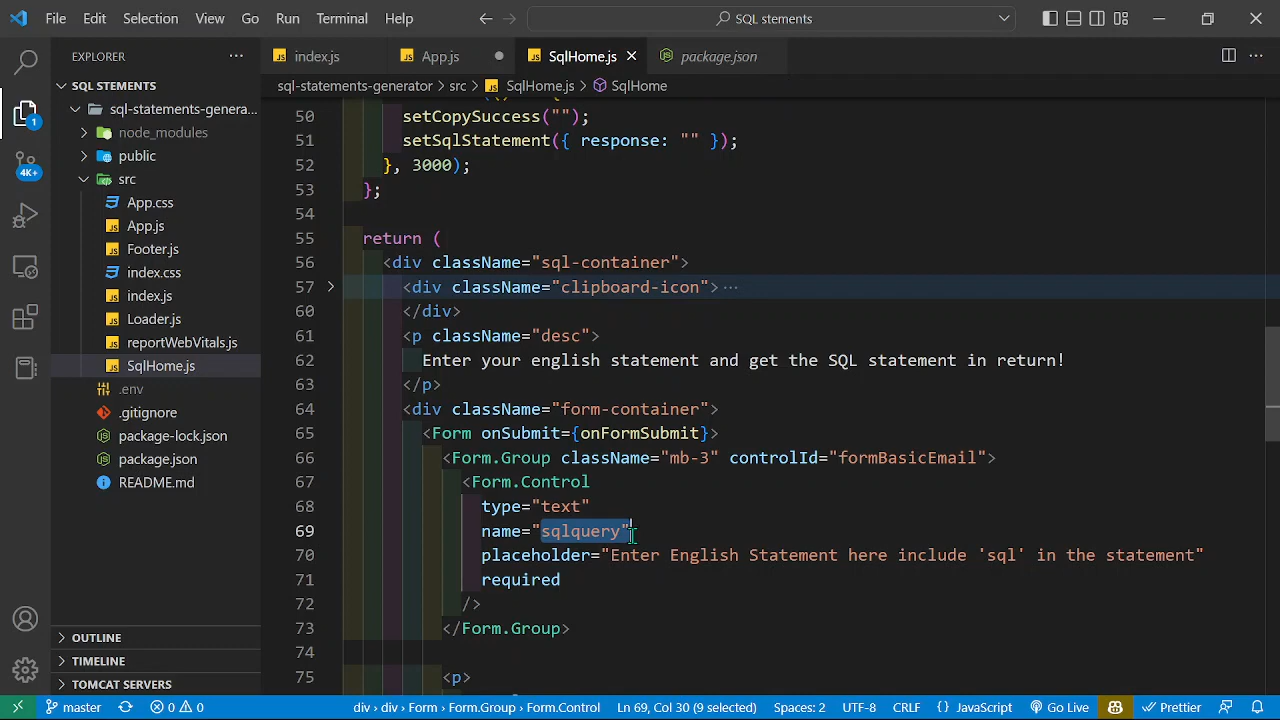 File Edit Selection View Go Run Terminal Help SQL stements
EXPLORER
index.js App.js SqlHome.js package.json
SQL STEMENTS
sql-statements-generator > src > SqlHome.js > SqlHome
sql-statements-genera...
node_modules
public
src
App.css
App.js
Footer.js
index.css
index.js
Loader.js
reportWebVitals.js
SqlHome.js
.env
.gitignore
package-lock.json
package.json
README.md
OUTLINE
TIMELINE
TOMCAT SERVERS
1
4K+
50 setCopySuccess("");
51 setSqlStatement({ response: "" });
52 }, 3000);
53 };
54
55 return (
56 <div className="sql-container">
57 <div className="clipboard-icon">···
60 </div>
61 <p className="desc">
62 Enter your english statement and get the SQL statement in return!
63 </p>
64 <div className="form-container">
65 <Form onSubmit={onFormSubmit}>
66 <Form.Group className="mb-3" controlId="formBasicEmail">
67 <Form.Control
68 type="text"
69 name="sqlquery"
70 placeholder="Enter English Statement here include 'sql' in the statement"
71 required
72 />
73 </Form.Group>
74
75 <p>
master 0 0 div › div › Form › Form.Group › Form.Control Ln 69, Col 30 (9 selected) Spaces: 2 UTF-8 CRLF {} JavaScript Go Live Prettier